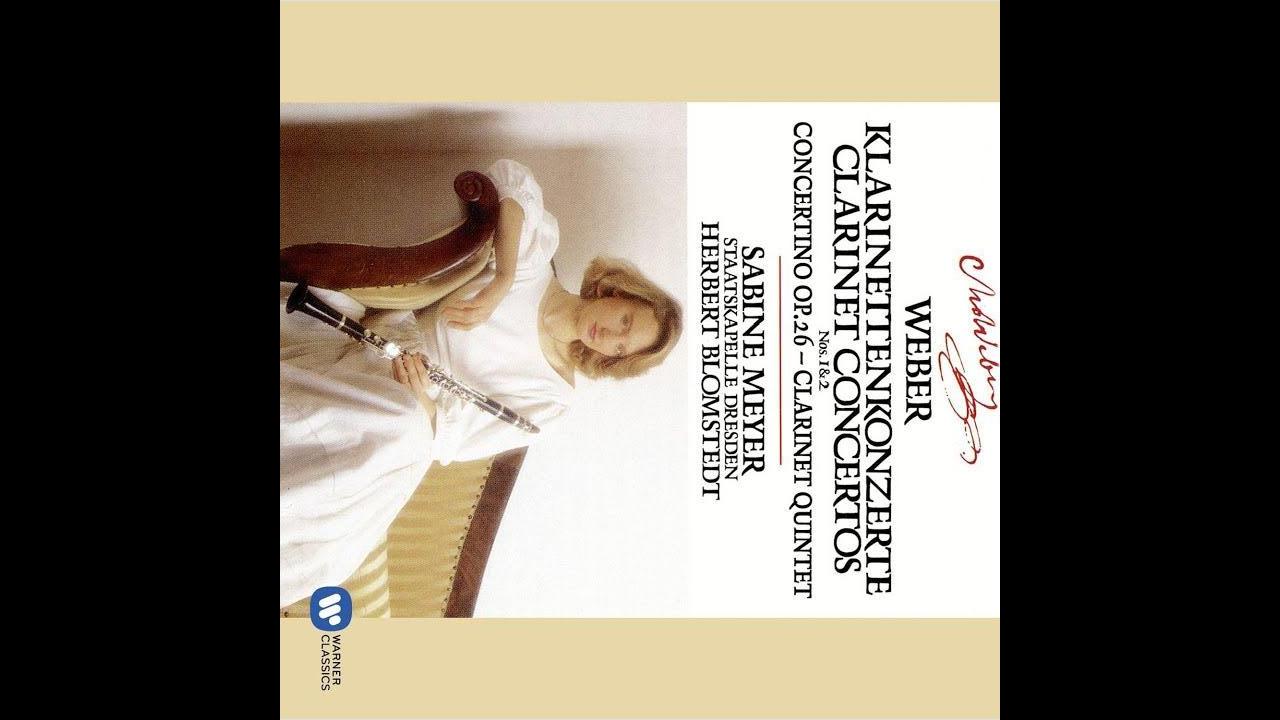 WEBER
KLARINETTENKONZERTE
CLARINET CONCERTOS
Nos. 1 & 2
CONCERTINO OP.26 – CLARINET QUINTET
SABINE MEYER
STAATSKAPELLE DRESDEN
HERBERT BLOMSTEDT
WARNER
CLASSICS